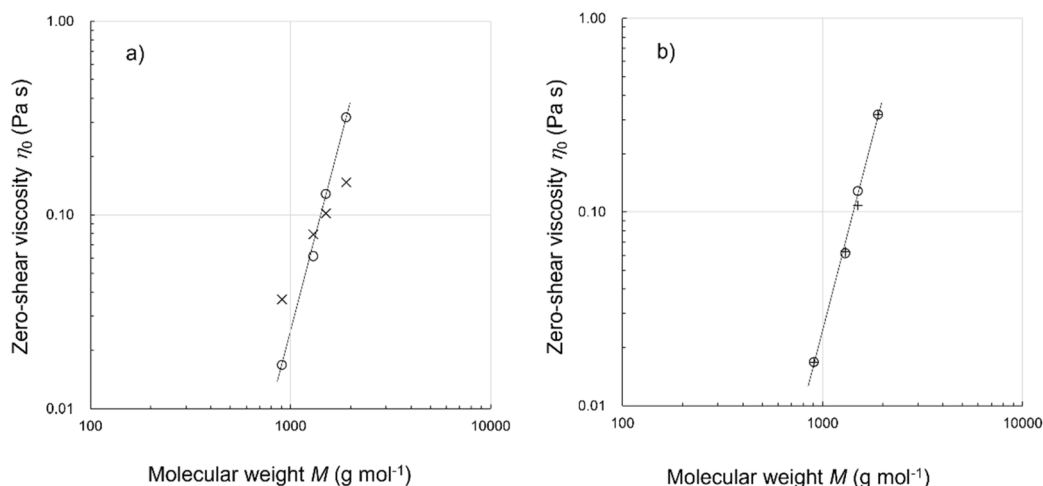 a)
Zero-shear viscosity η₀ (Pa s)
1.00
0.10
0.01
100
1000
10000
Molecular weight M (g mol⁻¹)
b)
Zero-shear viscosity η₀ (Pa s)
1.00
0.10
0.01
100
1000
10000
Molecular weight M (g mol⁻¹)